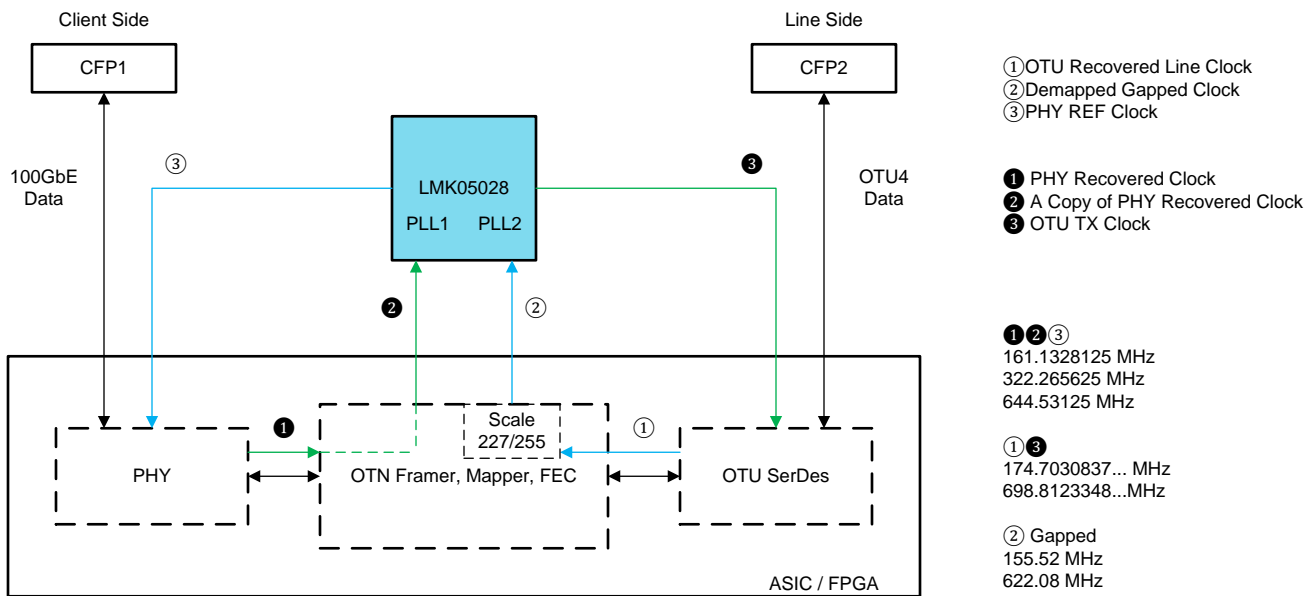 Client Side
Line Side
CFP1
CFP2
①OTU Recovered Line Clock
②Demapped Gapped Clock
③PHY REF Clock
③
❸
100GbE
Data
LMK05028
PLL1 PLL2
OTU4
Data
❶ PHY Recovered Clock
❷ A Copy of PHY Recovered Clock
❸ OTU TX Clock
❷
②
❶❷③
161.1328125 MHz
322.265625 MHz
644.53125 MHz
Scale
227/255
❶
①
PHY
OTN Framer, Mapper, FEC
OTU SerDes
①❸
174.7030837... MHz
698.8123348...MHz
② Gapped
155.52 MHz
622.08 MHz
ASIC / FPGA